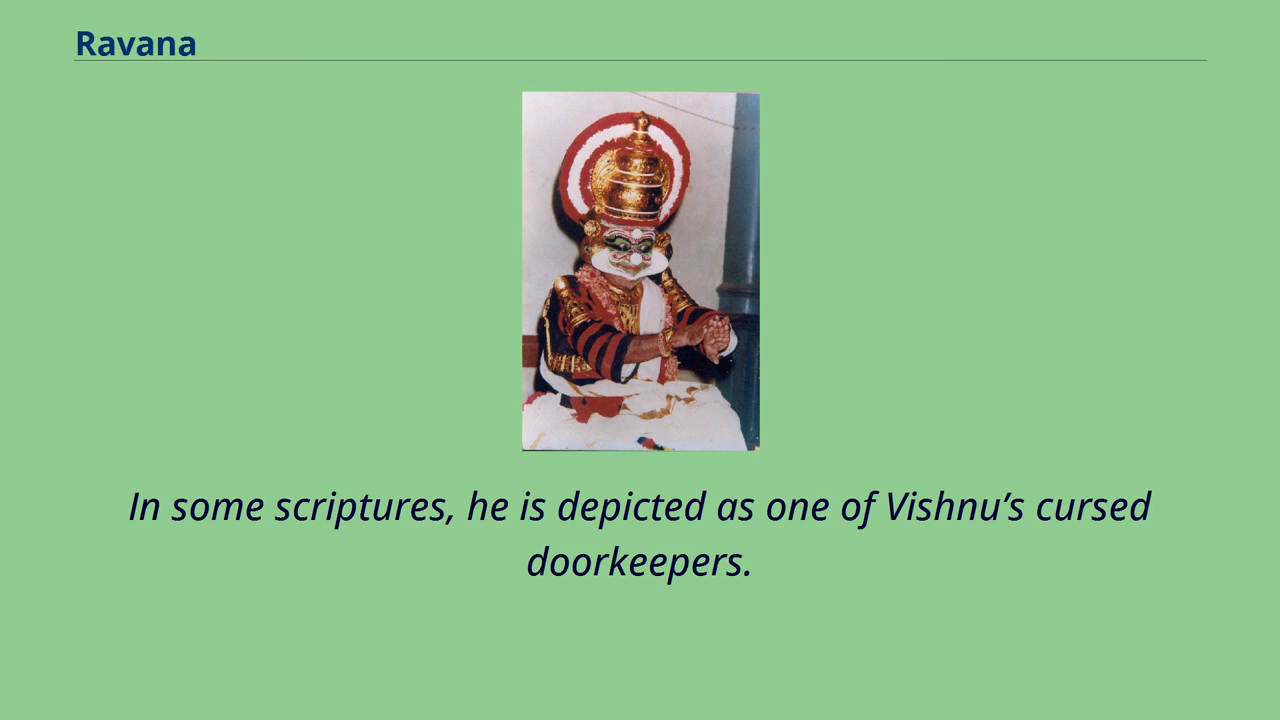 Ravana
In some scriptures, he is depicted as one of Vishnu’s cursed
doorkeepers.